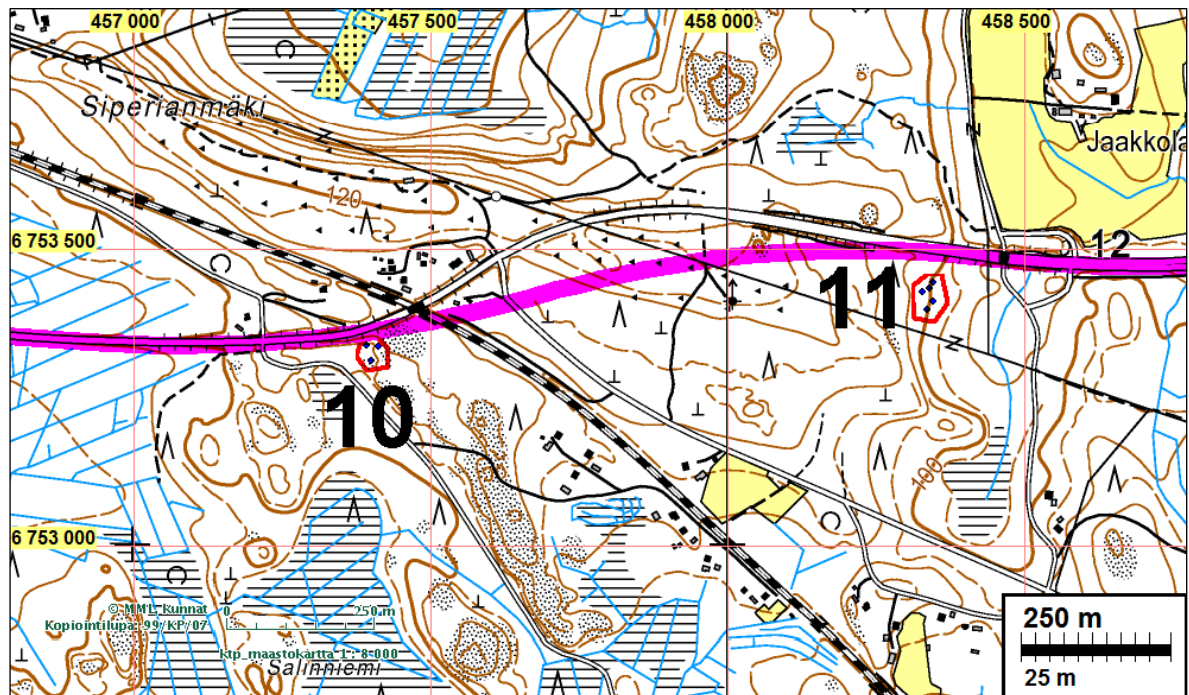 457 000
457 500
458 000
458 500
Siperianmäki
Jaakkola
120
6 753 500
12
11
10
100
6 753 000
© MML, Kunnat
Kopiointilupa: 99/KP/07
0 250 m
Ktp_maastokartta 1 : 8 000
Salinniemi
250 m
25 m